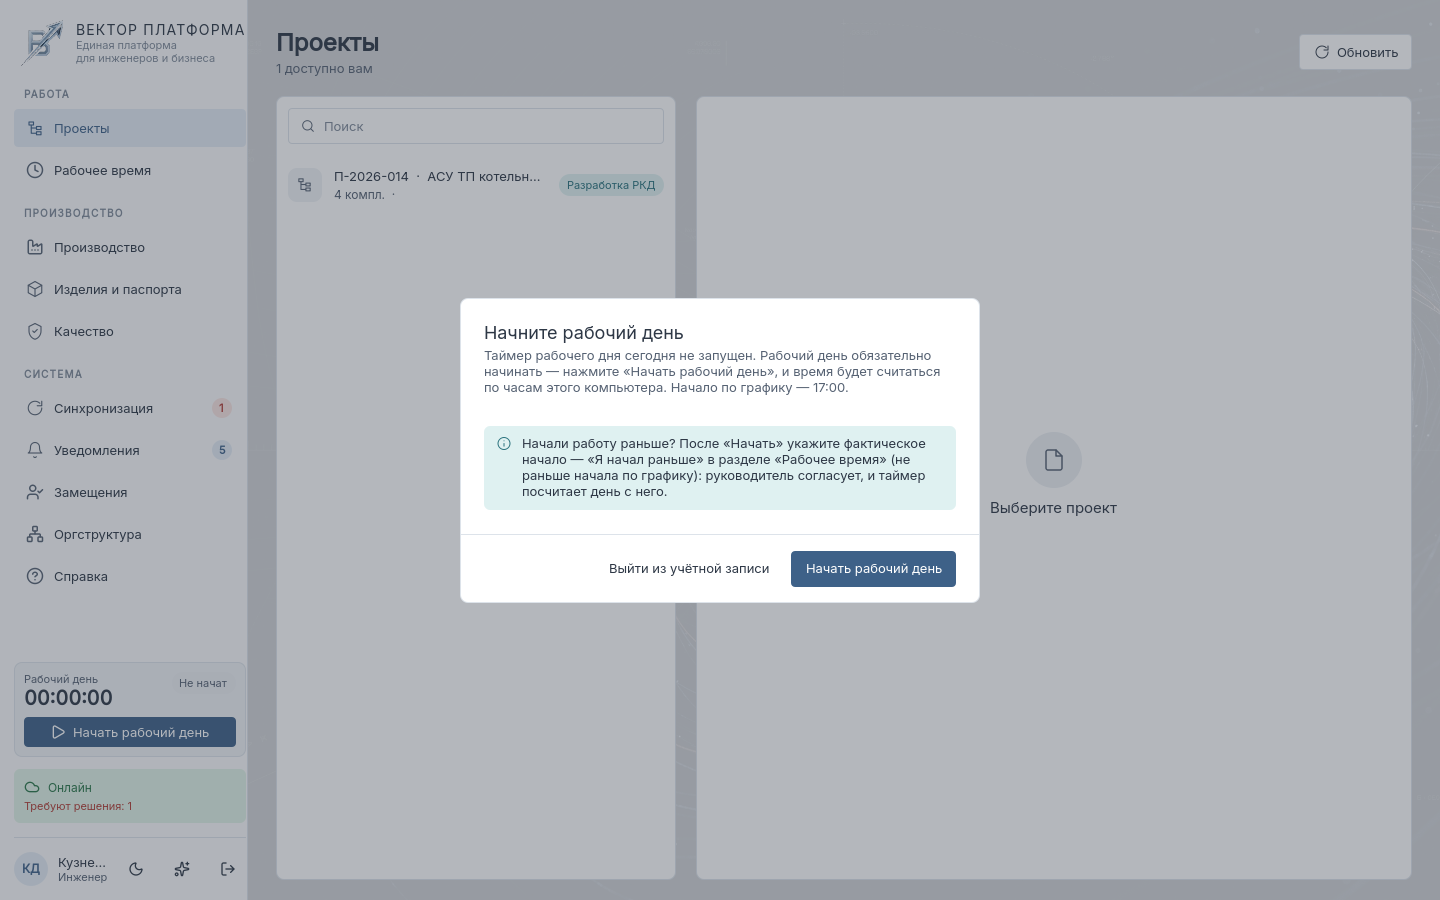 ВЕКТОР ПЛАТФОРМА
Единая платформа
для инженеров и бизнеса
РАБОТА
Проекты
Рабочее время
ПРОИЗВОДСТВО
Производство
Изделия и паспорта
Качество
СИСТЕМА
Синхронизация 1
Уведомления 5
Замещения
Оргструктура
Справка
Рабочий день
Не начат
00:00:00
Начать рабочий день
Онлайн
Требуют решения: 1
КД
Кузне...
Инженер
Проекты
1 доступно вам
Обновить
Поиск
П-2026-014 · АСУ ТП котельн...
4 компл. ·
Разработка РКД
Выберите проект
Начните рабочий день
Таймер рабочего дня сегодня не запущен. Рабочий день обязательно
начинать — нажмите «Начать рабочий день», и время будет считаться
по часам этого компьютера. Начало по графику — 17:00.
Начали работу раньше? После «Начать» укажите фактическое
начало — «Я начал раньше» в разделе «Рабочее время» (не
раньше начала по графику): руководитель согласует, и таймер
посчитает день с него.
Выйти из учётной записи
Начать рабочий день